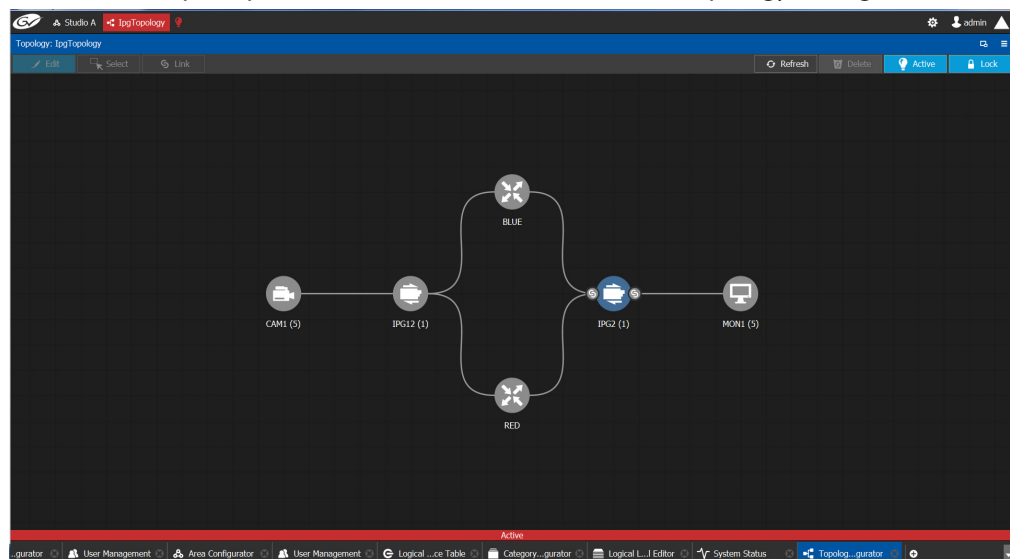 Studio A IpgTopology admin
Topology: IpgTopology
Edit Select Link Refresh Delete Active Lock
BLUE
CAM1 (5) IPG12 (1) IPG2 (1) MON1 (5)
RED
Active
..gurator User Management Area Configurator User Management Logical ...ce Table Category...gurator Logical L...l Editor System Status Topolog...gurator